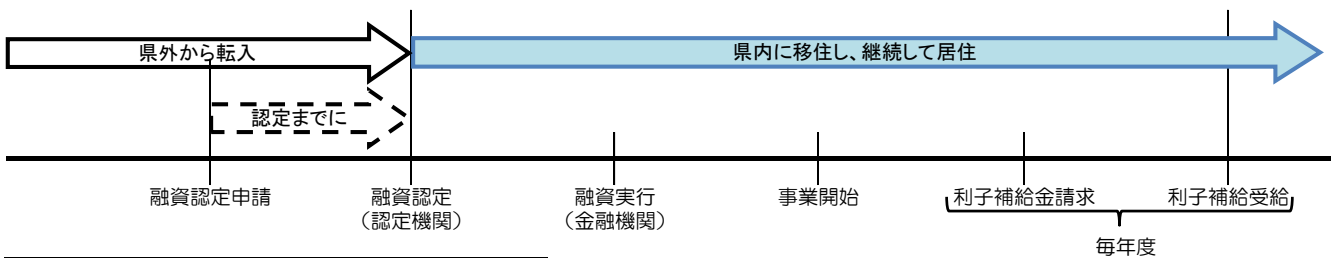 県外から転入
県内に移住し、継続して居住
認定までに
融資認定申請
融資認定
(認定機関)
融資実行
(金融機関)
事業開始
利子補給金請求
利子補給受給
毎年度